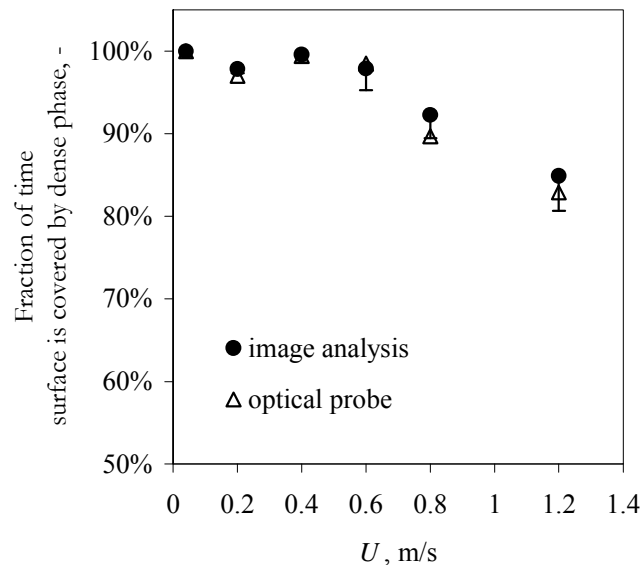 100%
90%
80%
70%
60%
50%
Fraction of time
surface is covered by dense phase, -
image analysis
optical probe
0 0.2 0.4 0.6 0.8 1 1.2 1.4
U , m/s